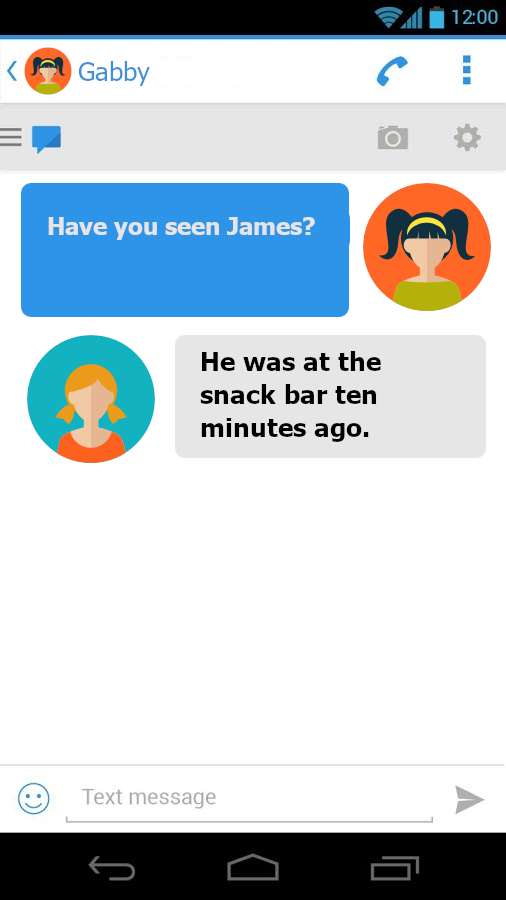 12:00
Gabby
Have you seen James?
He was at the
snack bar ten
minutes ago.
Text message